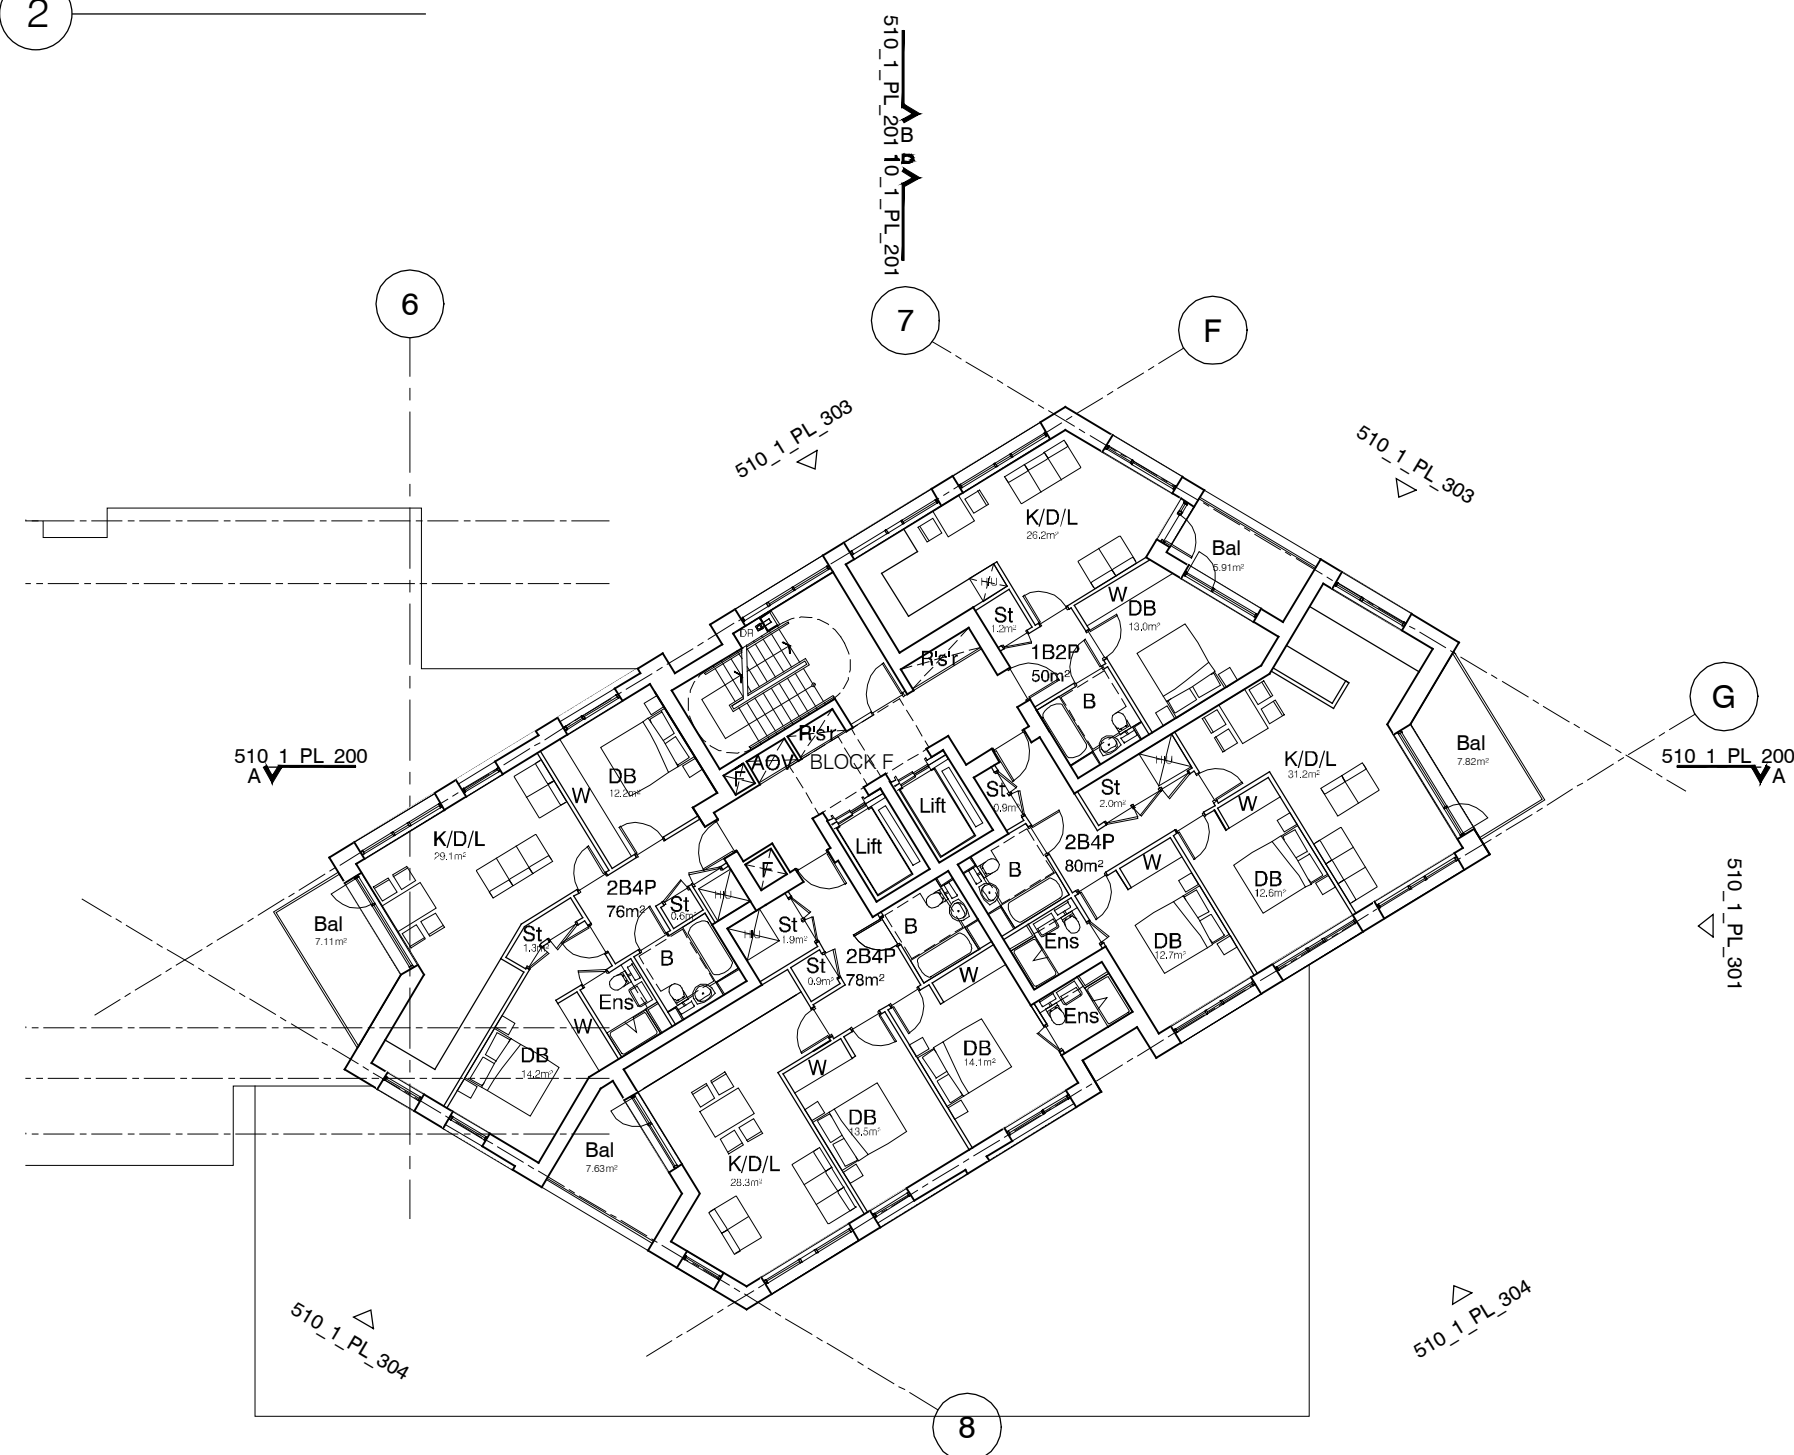 2
510_1_PL_201
B
10_1_PL_201
6
7
F
510_1_PL_303
510_1_PL_303
K/D/L
26.2m²
Bal
5.91m²
H/U
St
1.2m²
W
DB
13.0m²
DR
R's'r
1B2P
50m²
B
G
510_1_PL_200
A
R's'r
AOV
BLOCK F
F
DB
12.2m²
W
K/D/L
29.1m²
Lift
Lift
St
0.9m²
H/U
St
2.0m²
K/D/L
31.2m²
Bal
7.82m²
510_1_PL_200
A
W
2B4P
80m²
W
DB
12.6m²
B
F
2B4P
76m²
H/U
St
0.6m²
St
1.9m²
H/U
B
Bal
7.11m²
St
1.3m²
B
Ens
DB
12.7m²
510_1_PL_301
2B4P
78m²
St
0.9m²
W
Ens
W
Ens
DB
14.2m²
W
DB
14.1m²
DB
13.5m²
Bal
7.63m²
K/D/L
28.3m²
510_1_PL_304
510_1_PL_304
8